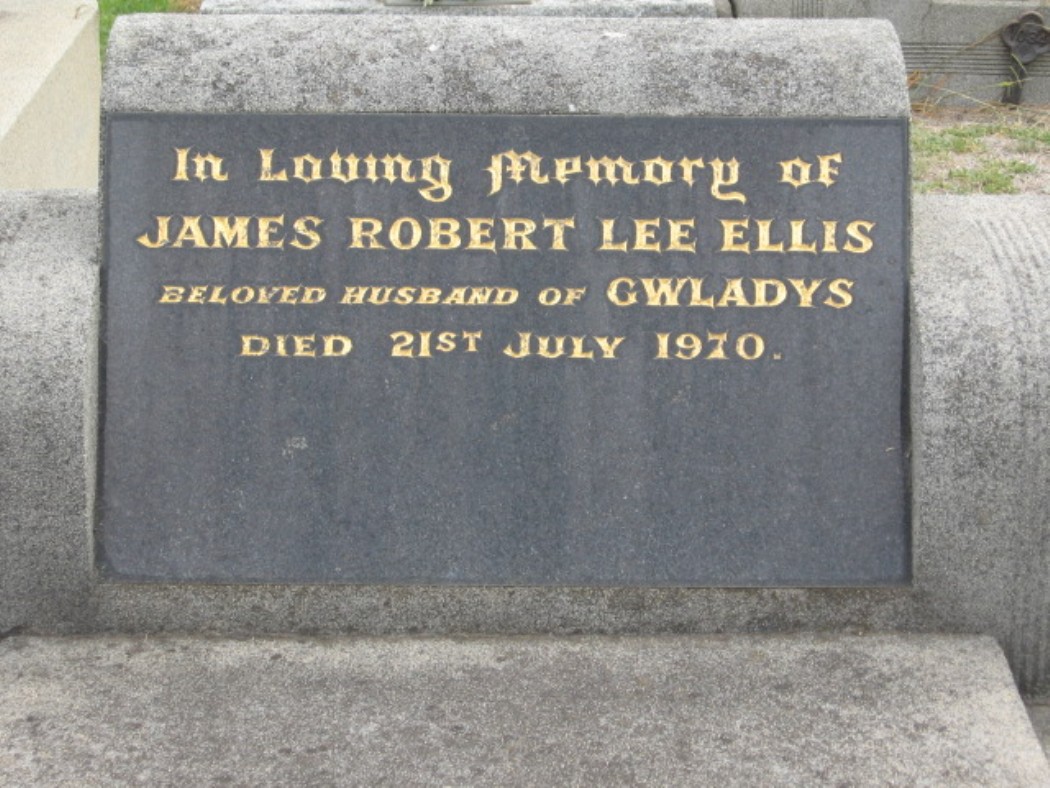 In Loving Memory of
JAMES ROBERT LEE ELLIS
BELOVED HUSBAND OF GWLADYS
DIED 21ST JULY 1970.